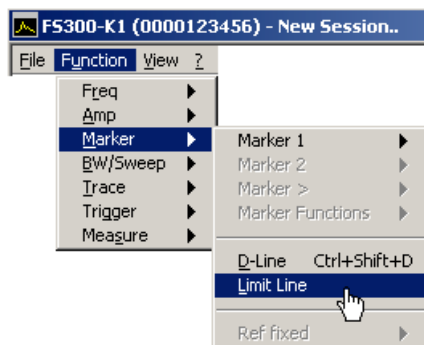 FS300-K1 (0000123456) - New Session..
File Function View ?
Freq
Amp
Marker
BW/Sweep
Trace
Trigger
Measure
Marker 1
Marker 2
Marker >
Marker Functions
D-Line Ctrl+Shift+D
Limit Line
Ref fixed